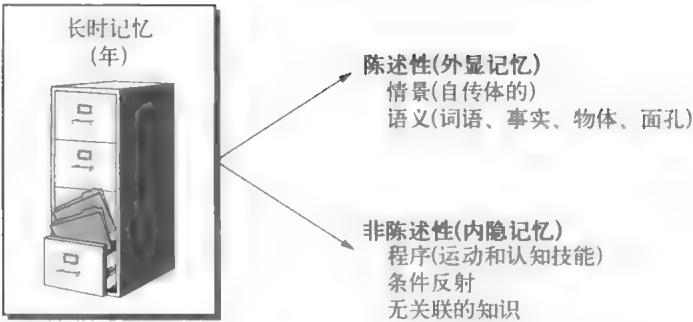 长时记忆
(年)
陈述性(外显记忆)
情景(自传体的)
语义(词语、事实、物体、面孔)
非陈述性(内隐记忆)
程序(运动和认知技能)
条件反射
无关联的知识